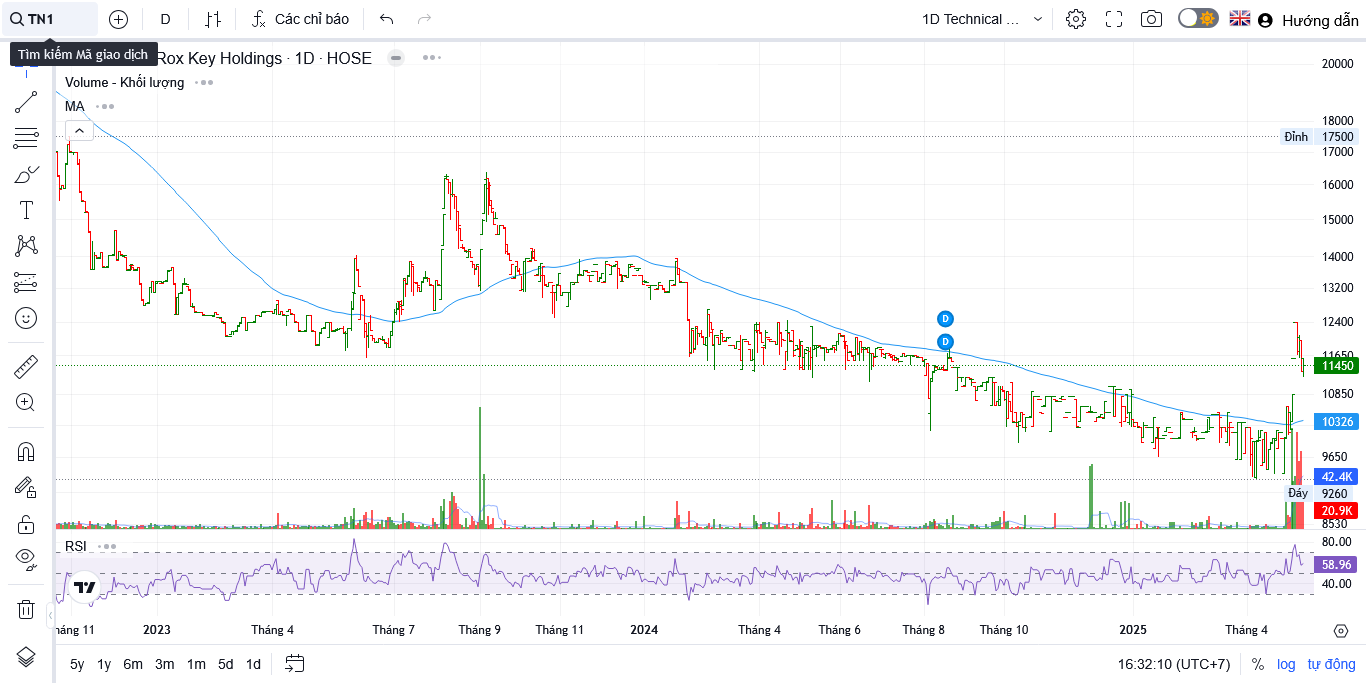 TN1
D
Các chỉ báo
1D Technical ...
Hướng dẫn
Tìm kiếm Mã giao dịch
Rox Key Holdings · 1D · HOSE
Volume - Khối lượng
MA
20000
18000
Đỉnh 17500
17000
16000
15000
14000
13200
12400
11650
11450
10850
10326
9650
42.4K
Đáy 9260
20.9K
8530
D
D
RSI
80.00
58.96
40.00
háng 11 2023 Tháng 4 Tháng 7 Tháng 9 Tháng 11 2024 Tháng 4 Tháng 6 Tháng 8 Tháng 10 2025 Tháng 4
5y 1y 6m 3m 1m 5d 1d
16:32:10 (UTC+7) % log tự động